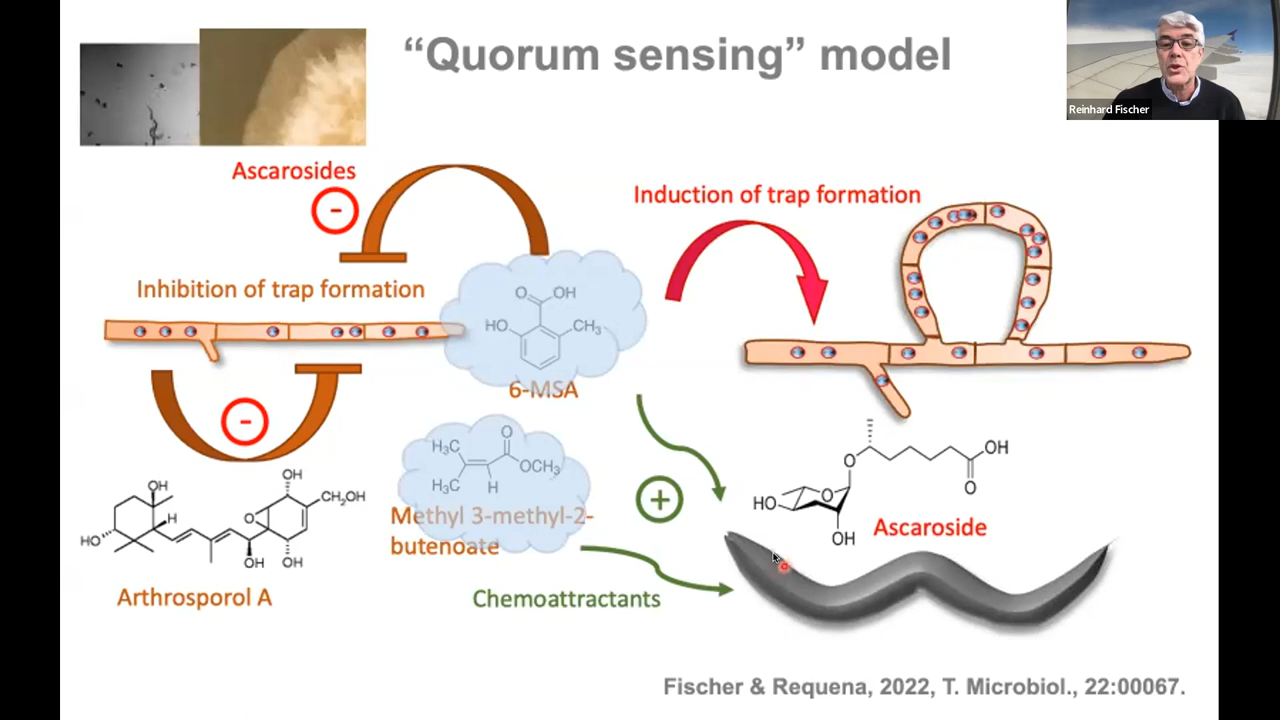 “Quorum sensing” model
Reinhard Fischer
Ascarosides
-
Induction of trap formation
Inhibition of trap formation
O
OH
HO
CH3
6-MSA
-
H3C
O
OCH3
H3C
H
Methyl 3-methyl-2-
butenoate
+
Chemoattractants
OH
H
HO
OH
O
CH2OH
OH
OH
Arthrosporol A
O
OH
O
HO
O
OH
Ascaroside
Fischer & Requena, 2022, T. Microbiol., 22:00067.